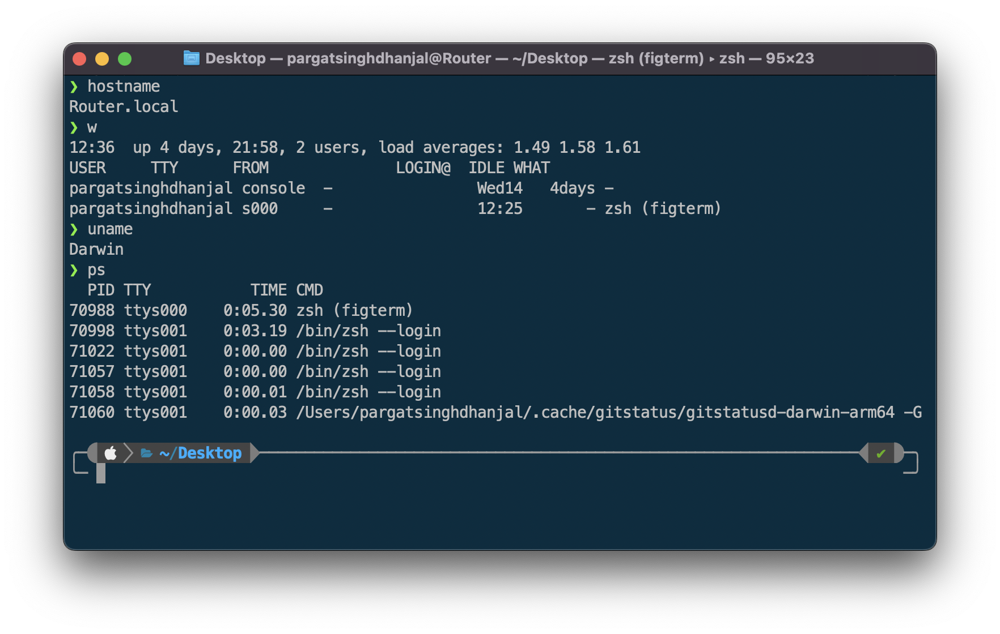 Desktop — pargatsinghdhanjal@Router — ~/Desktop — zsh (figterm) ▸ zsh — 95×23
❯ hostname
Router.local
❯ w
12:36  up 4 days, 21:58, 2 users, load averages: 1.49 1.58 1.61
USER     TTY      FROM              LOGIN@  IDLE WHAT
pargatsinghdhanjal console  -                Wed14   4days -
pargatsinghdhanjal s000     -                12:25       - zsh (figterm)
❯ uname
Darwin
❯ ps
  PID TTY           TIME CMD
70988 ttys000    0:05.30 zsh (figterm)
70998 ttys001    0:03.19 /bin/zsh --login
71022 ttys001    0:00.00 /bin/zsh --login
71057 ttys001    0:00.00 /bin/zsh --login
71058 ttys001    0:00.01 /bin/zsh --login
71060 ttys001    0:00.03 /Users/pargatsinghdhanjal/.cache/gitstatus/gitstatusd-darwin-arm64 -G
~/Desktop ✔